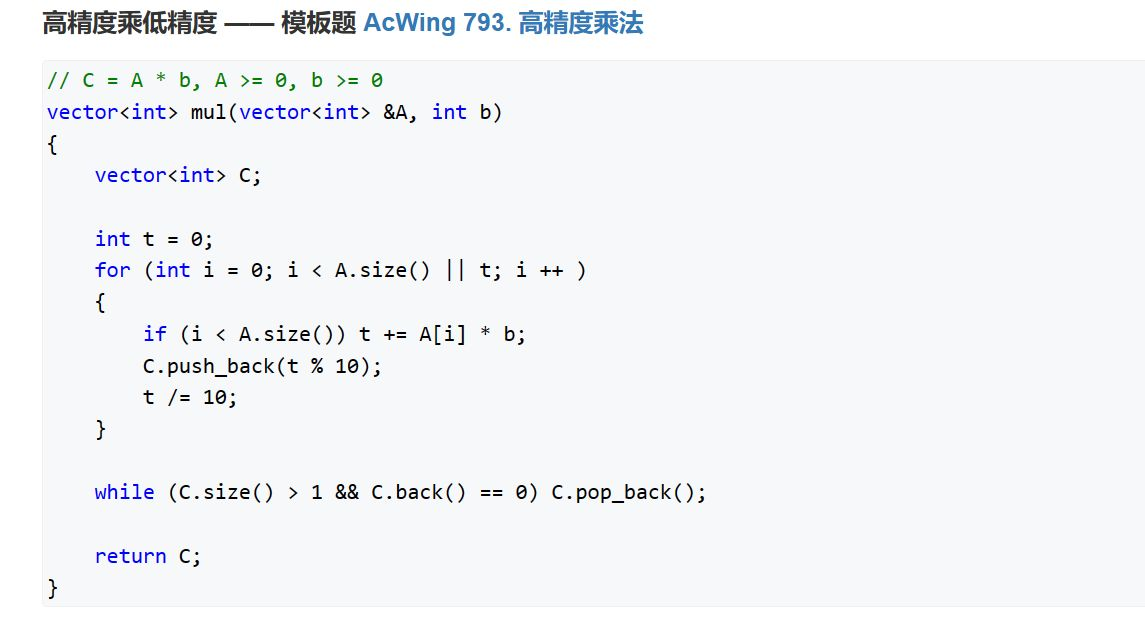 高精度乘低精度 —— 模板题 AcWing 793. 高精度乘法
// C = A * b, A >= 0, b >= 0
vector<int> mul(vector<int> &A, int b)
{
    vector<int> C;
    int t = 0;
    for (int i = 0; i < A.size() || t; i ++ )
    {
        if (i < A.size()) t += A[i] * b;
        C.push_back(t % 10);
        t /= 10;
    }
    while (C.size() > 1 && C.back() == 0) C.pop_back();
    return C;
}